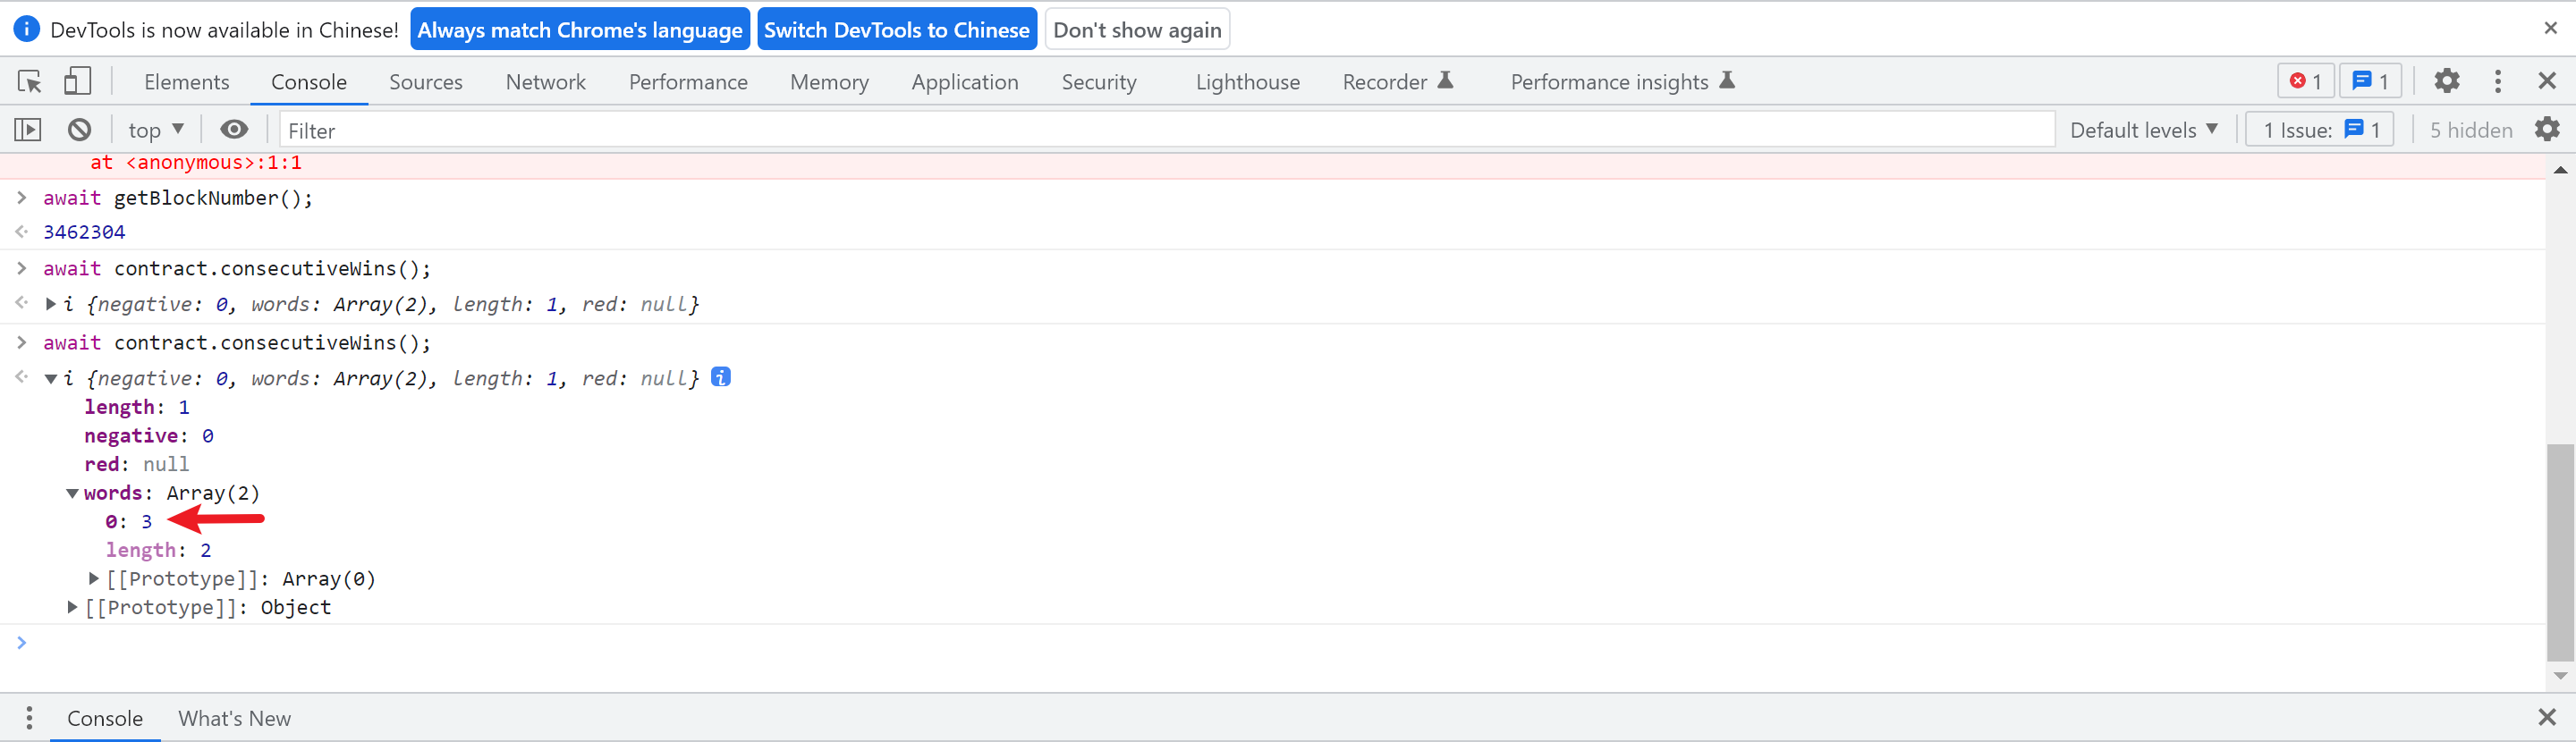 DevTools is now available in Chinese! Always match Chrome's language Switch DevTools to Chinese Don't show again
Elements Console Sources Network Performance Memory Application Security Lighthouse Recorder Performance insights 1 1
top Filter Default levels 1 Issue: 1 5 hidden
at <anonymous>:1:1
await getBlockNumber();
3462304
await contract.consecutiveWins();
i {negative: 0, words: Array(2), length: 1, red: null}
await contract.consecutiveWins();
i {negative: 0, words: Array(2), length: 1, red: null}
length: 1
negative: 0
red: null
words: Array(2)
0: 3
length: 2
[[Prototype]]: Array(0)
[[Prototype]]: Object
Console What's New